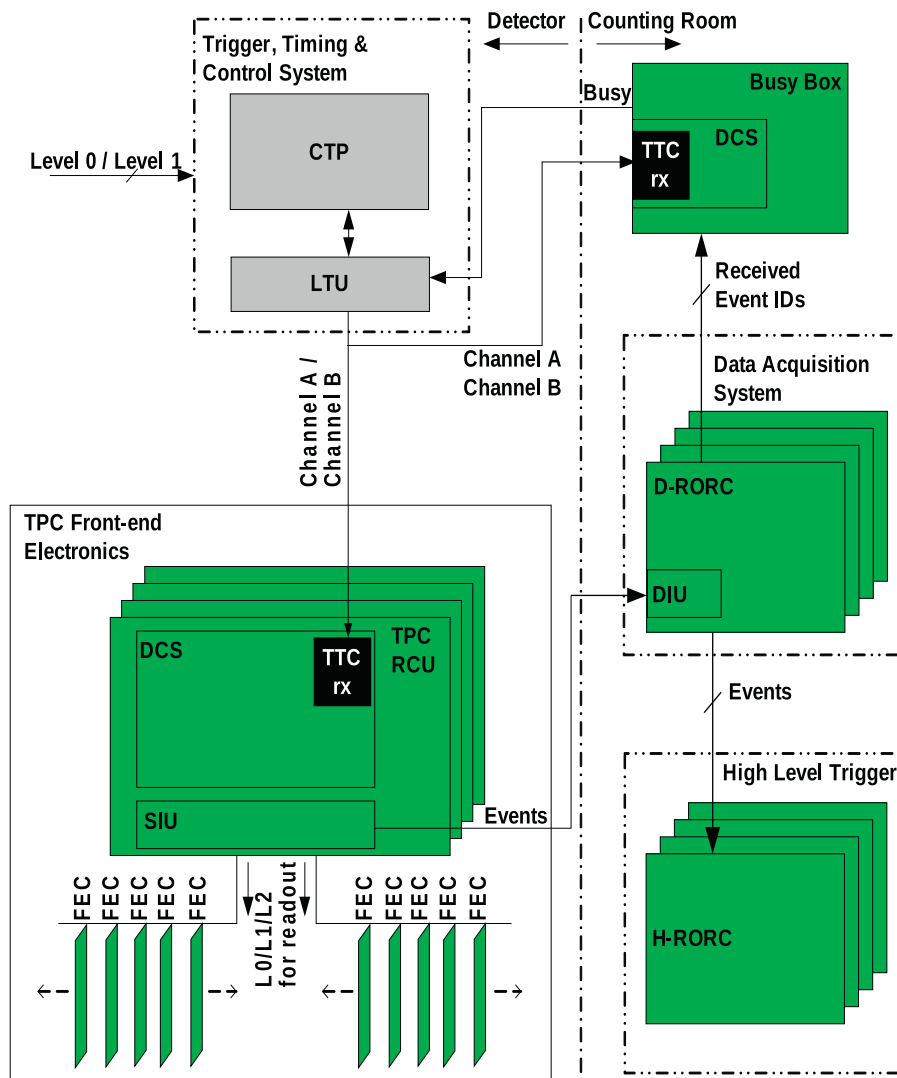 Detector
Counting Room
Trigger, Timing &
Control System
CTP
LTU
Level 0 / Level 1
Busy
Busy Box
DCS
TTC
rx
Received
Event IDs
Channel A
Channel B
Channel A /
Channel B
Data Acquisition
System
D-RORC
DIU
TPC Front-end
Electronics
DCS
TTC
rx
TPC
RCU
SIU
Events
Events
High Level Trigger
H-RORC
FEC
FEC
FEC
FEC
FEC
L0/L1/L2
for readout
FEC
FEC
FEC
FEC
FEC